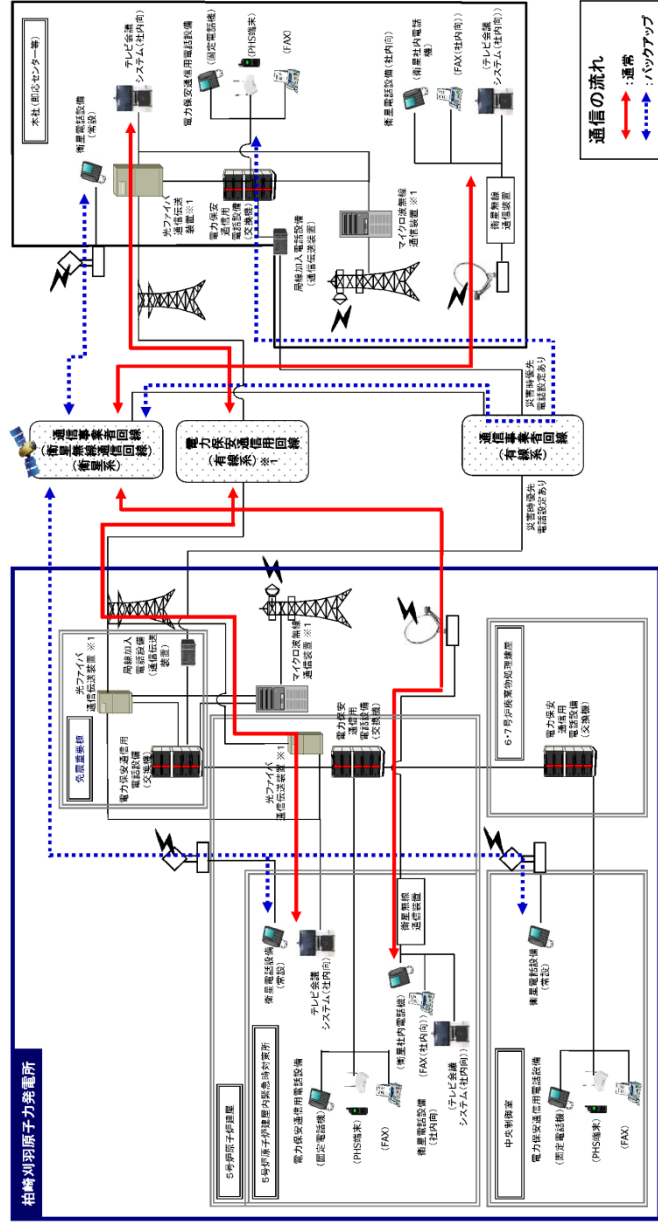 柏崎刈羽原子力発電所
免震重要棟
光ファイバ
通信伝送装置※1
電力保安通信用
電話設備
(交換機)
局線加入
電話設備
(通信伝送
装置)
マイクロ波無線
通信装置 ※1
5号炉原子炉建屋
5号炉原子炉建屋内緊急時対策所
光ファイバ
通信伝送装置※1
電力保安
通信用
電話設備
(交換機)
衛星電話設備
(常設)
テレビ会議
システム(社内向)
電力保安通信用電話設備
(固定電話機)
(PHS端末)
(FAX)
衛星無線
通信装置
衛星電話設備
(社内向)
(衛星社内電話機)
(FAX(社内向))
(テレビ会議
システム(社内向))
6・7号炉廃棄物処理建屋
電力保安
通信用
電話設備
(交換機)
中央制御室
衛星電話設備
(常設)
電力保安通信用電話設備
(固定電話機)
(PHS端末)
(FAX)
通信事業者回線
(衛星無線通信回線)
(衛星系)
電力保安通信用回線
(有線系)
※1
通信事業者回線
(有線系)
災害時優先
電話設定あり
災害時優先
電話設定あり
本社(即応センター等)
衛星電話設備
(常設)
テレビ会議
システム(社内向)
光ファイバ
通信伝送
装置※1
電力保安
通信用
電話設備
(交換機)
電力保安通信用電話設備
(固定電話機)
(PHS端末)
(FAX)
局線加入電話設備
(通信伝送装置)
マイクロ波無線
通信装置 ※1
衛星無線
通信装置
衛星電話設備(社内向)
(衛星社内電話
機)
(FAX(社内向))
(テレビ会議
システム(社内向))
通信の流れ
:通常
:バックアップ